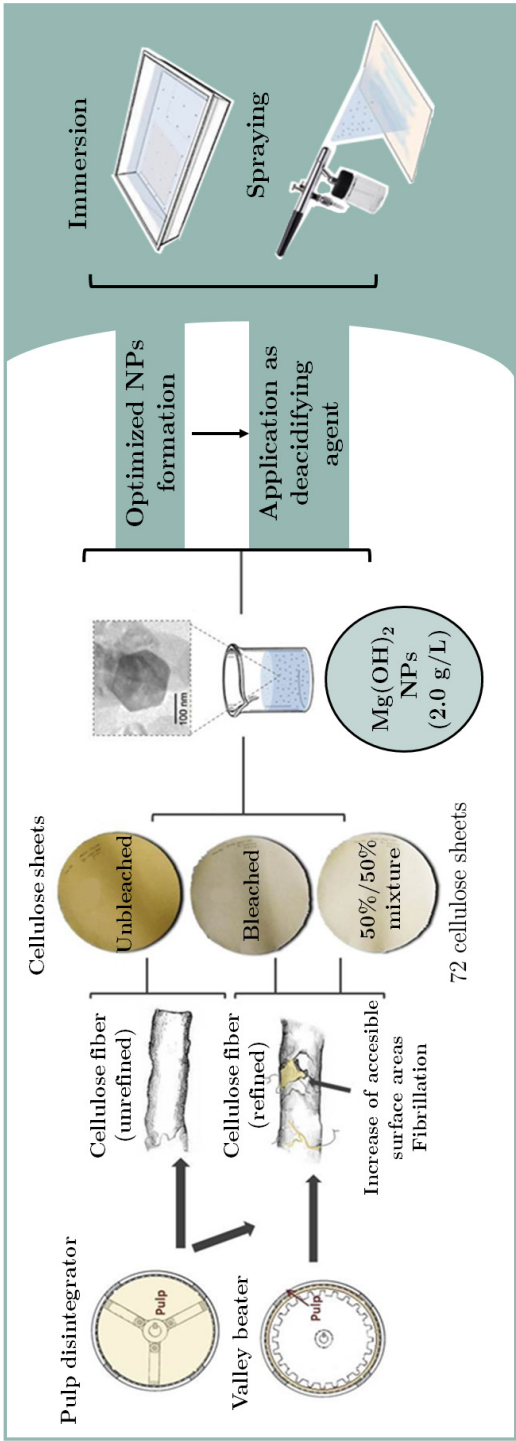 Pulp disintegrator
Pulp
Valley beater
Pulp
Cellulose fiber
(unrefined)
Cellulose fiber
(refined)
Increase of accesible
surface areas
Fibrillation
Cellulose sheets
Unbleached
Bleached
50%/50%
mixture
72 cellulose sheets
100 nm
Mg(OH)2
NPs
(2.0 g/L)
Optimized NPs
formation
Application as
deacidifying
agent
Immersion
Spraying